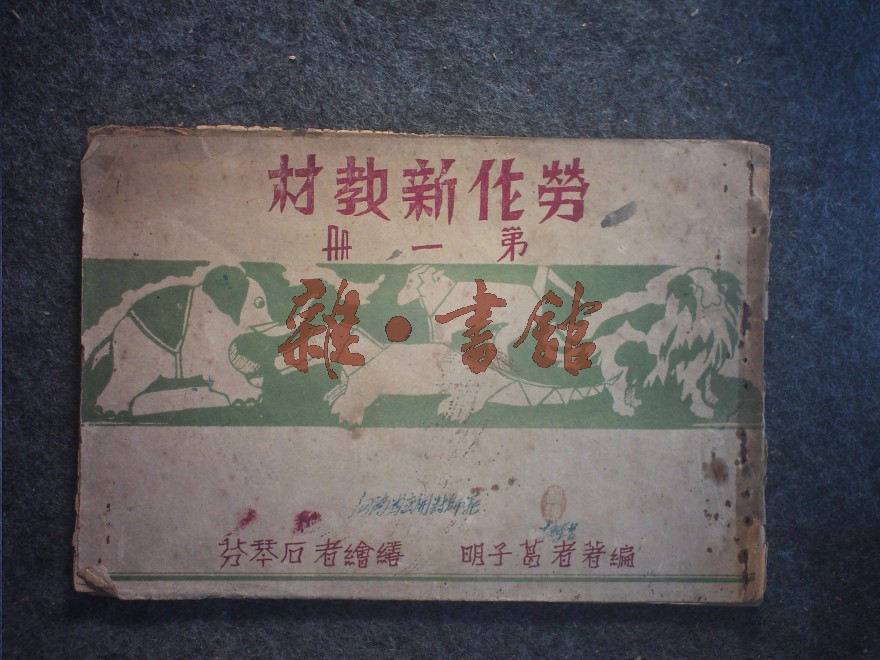 勞作新教材
第一冊
雜·書館
編著者葛子明 繕繪者石琴芬